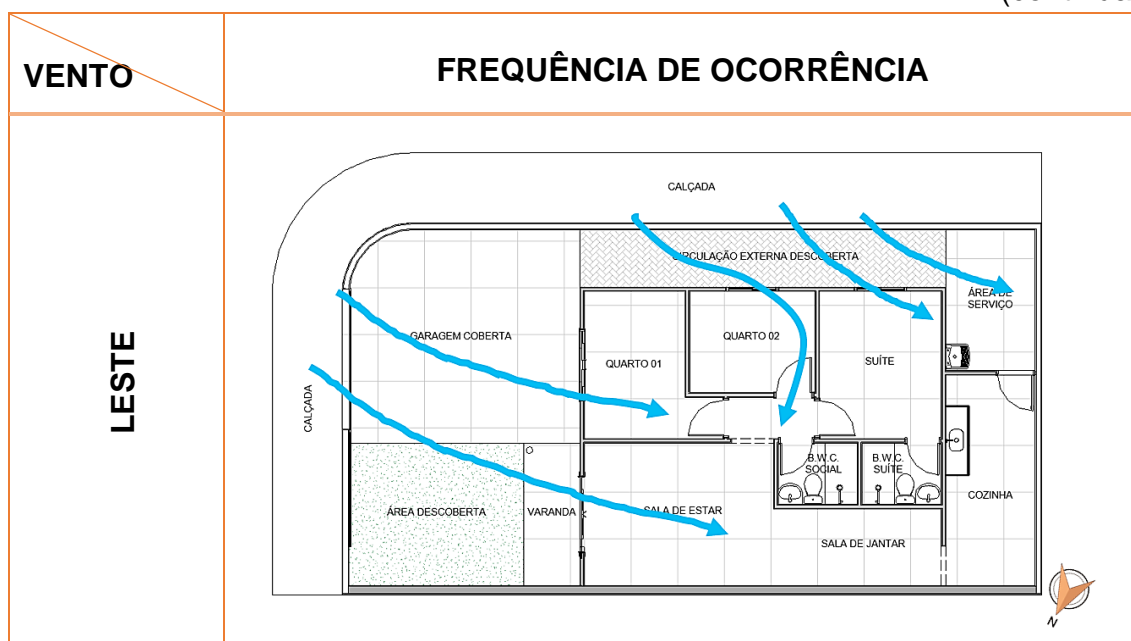 VENTO
FREQUÊNCIA DE OCORRÊNCIA
LESTE
CALÇADA
CIRCULAÇÃO EXTERNA DESCOBERTA
ÁREA DE
SERVIÇO
GARAGEM COBERTA
QUARTO 01
QUARTO 02
SUÍTE
CALÇADA
B.W.C.
SOCIAL
B.W.C.
SUÍTE
COZINHA
ÁREA DESCOBERTA
VARANDA
SALA DE ESTAR
SALA DE JANTAR
N